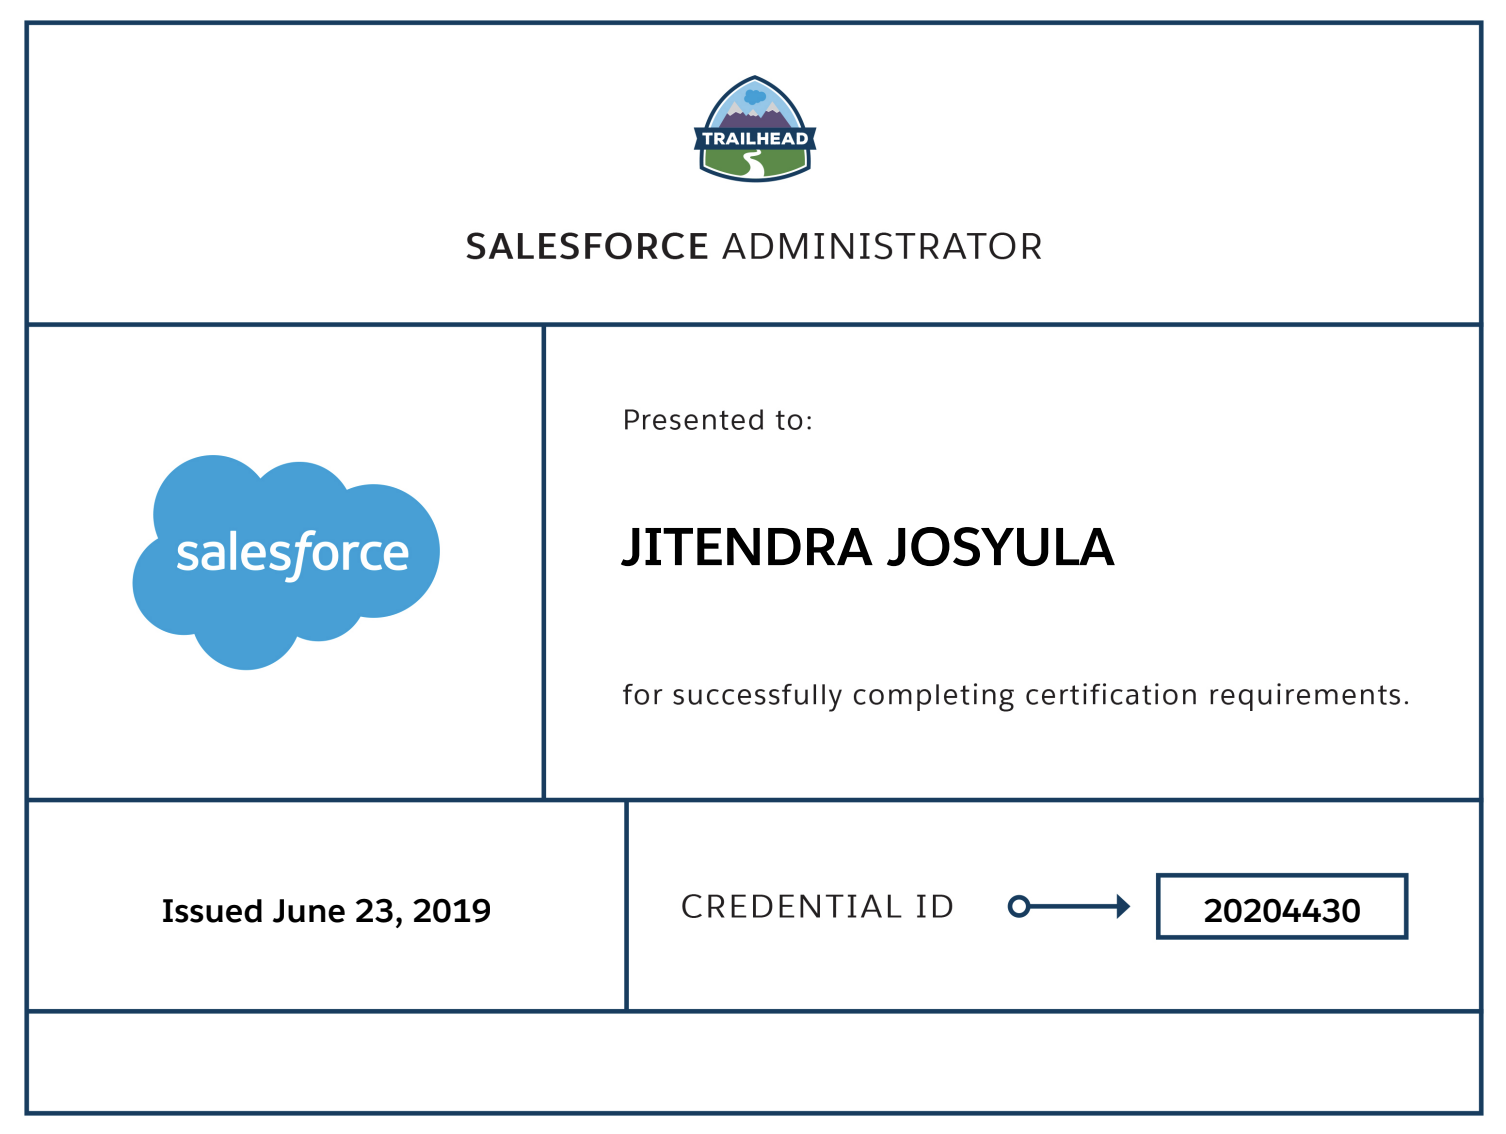 TRAILHEAD
SALESFORCE ADMINISTRATOR
Presented to:
salesforce
JITENDRA JOSYULA
for successfully completing certification requirements.
Issued June 23, 2019
CREDENTIAL ID
20204430